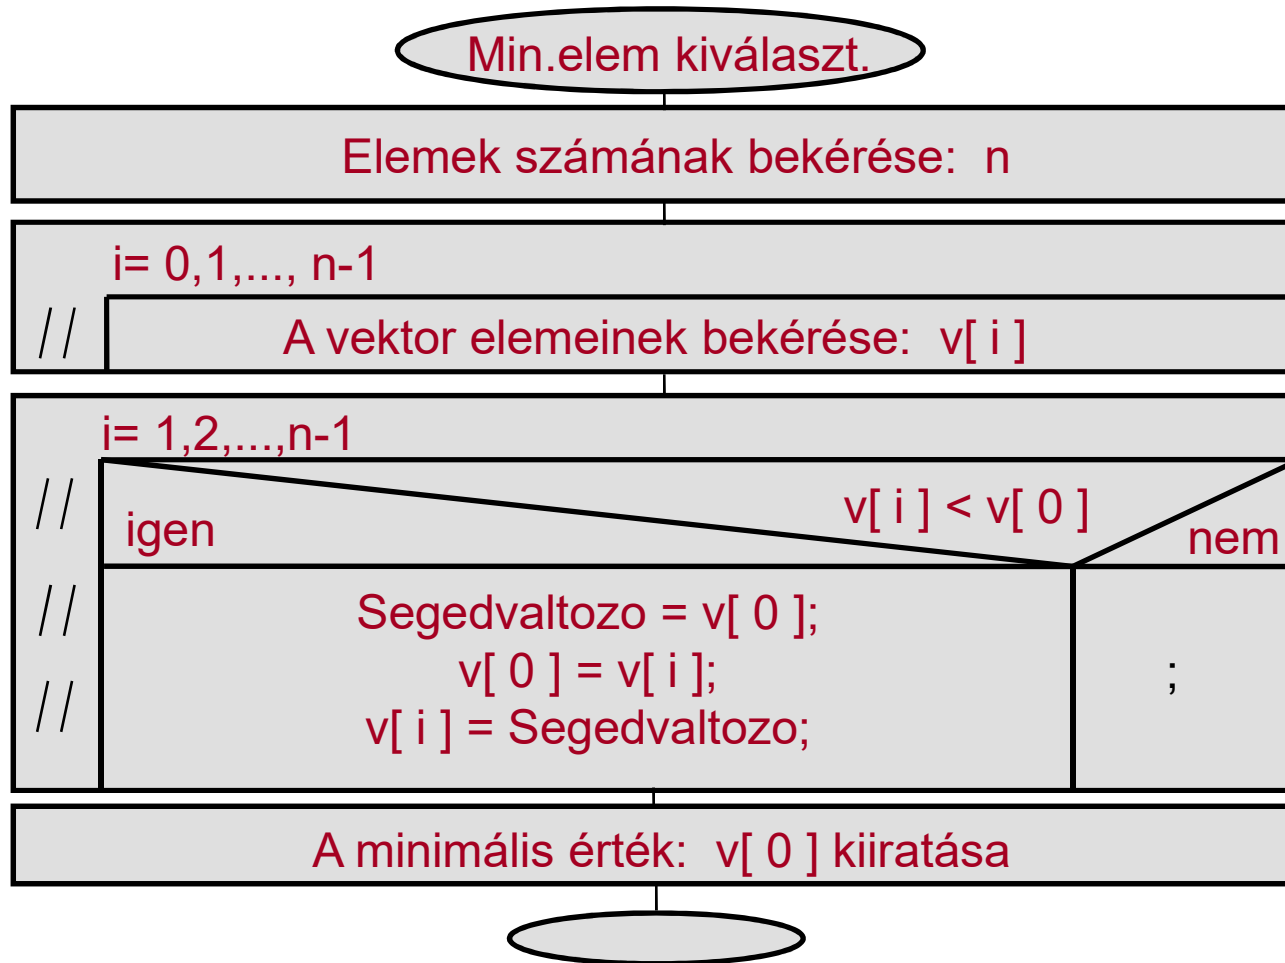 Min.elem kiválaszt.
Elemek számának bekérése: n
i= 0,1,..., n-1
//
A vektor elemeinek bekérése: v[ i ]
i= 1,2,...,n-1
//
v[ i ] < v[ 0 ]
igen
nem
//
Segedvaltozo = v[ 0 ];
v[ 0 ] = v[ i ];
;
//
v[ i ] = Segedvaltozo;
A minimális érték: v[ 0 ] kiiratása